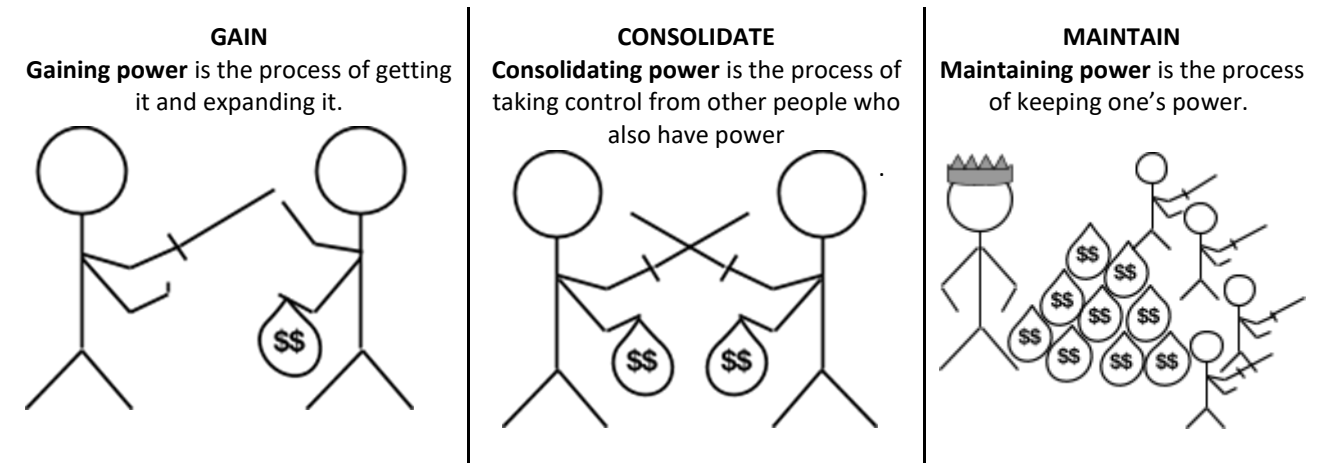 GAIN
Gaining power is the process of getting
it and expanding it.
$$
CONSOLIDATE
Consolidating power is the process of
taking control from other people who
also have power
.
$$
$$
MAINTAIN
Maintaining power is the process
of keeping one’s power.
$$
$$
$$
$$
$$
$$
$$
$$
$$